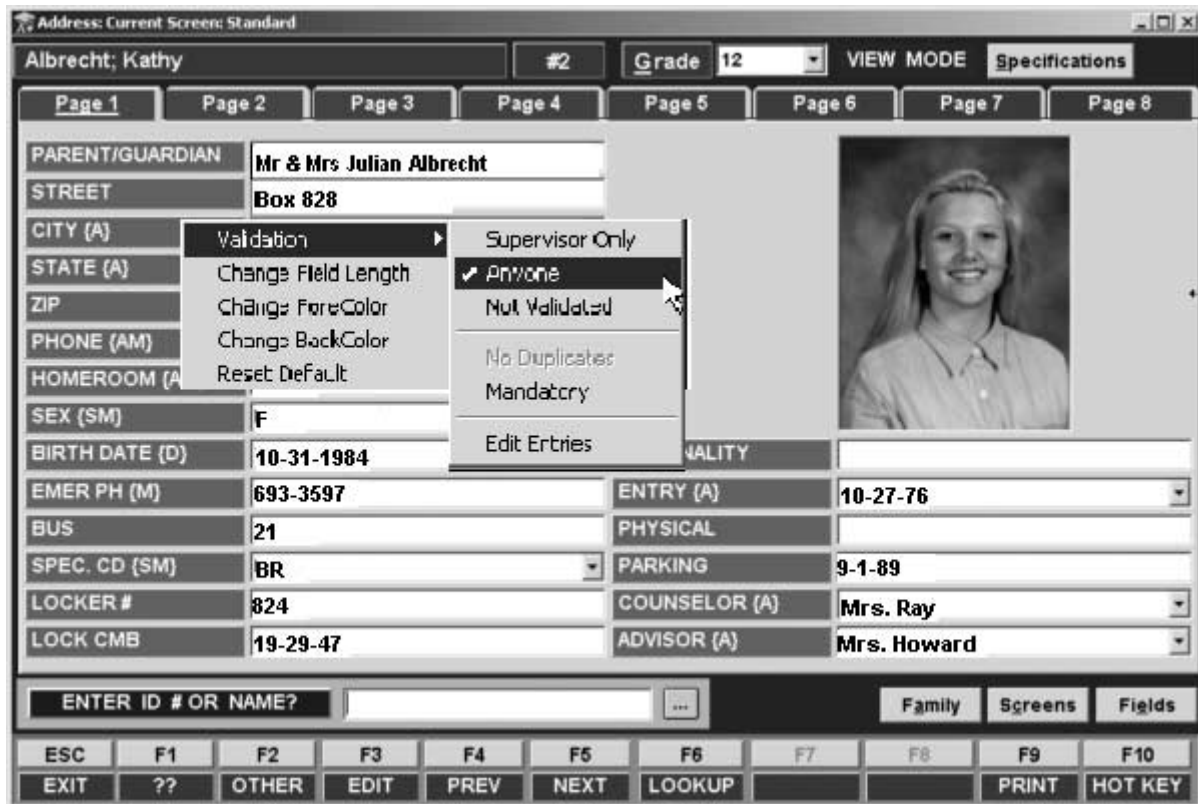 Address: Current Screen: Standard
Albrecht; Kathy #2 Grade 12 VIEW MODE Specifications
Page 1 Page 2 Page 3 Page 4 Page 5 Page 6 Page 7 Page 8
PARENT/GUARDIAN Mr & Mrs Julian Albrecht
STREET Box 828
CITY {A}
STATE {A}
ZIP
PHONE {AM}
HOMEROOM {A
Validation
Change Field Length
Change ForeColor
Change BackColor
Reset Default
Supervisor Only
Anyone
Not Validated
No Duplicates
Mandatory
Edit Entries
SEX {SM} F
BIRTH DATE {D} 10-31-1984 NALITY
EMER PH {M} 693-3597 ENTRY {A} 10-27-76
BUS 21 PHYSICAL
SPEC. CD {SM} BR PARKING 9-1-89
LOCKER # 824 COUNSELOR {A} Mrs. Ray
LOCK CMB 19-29-47 ADVISOR {A} Mrs. Howard
ENTER ID # OR NAME? ... Family Screens Fields
ESC F1 F2 F3 F4 F5 F6 F7 F8 F9 F10
EXIT ?? OTHER EDIT PREV NEXT LOOKUP PRINT HOT KEY